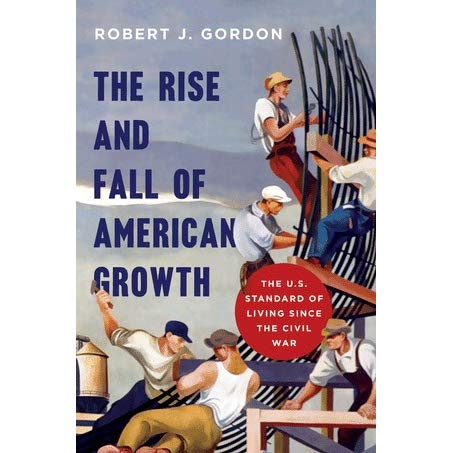 ROBERT J. GORDON
THE RISE
AND
FALL OF
AMERICAN
GROWTH
THE U.S.
STANDARD OF
LIVING SINCE
THE CIVIL
WAR